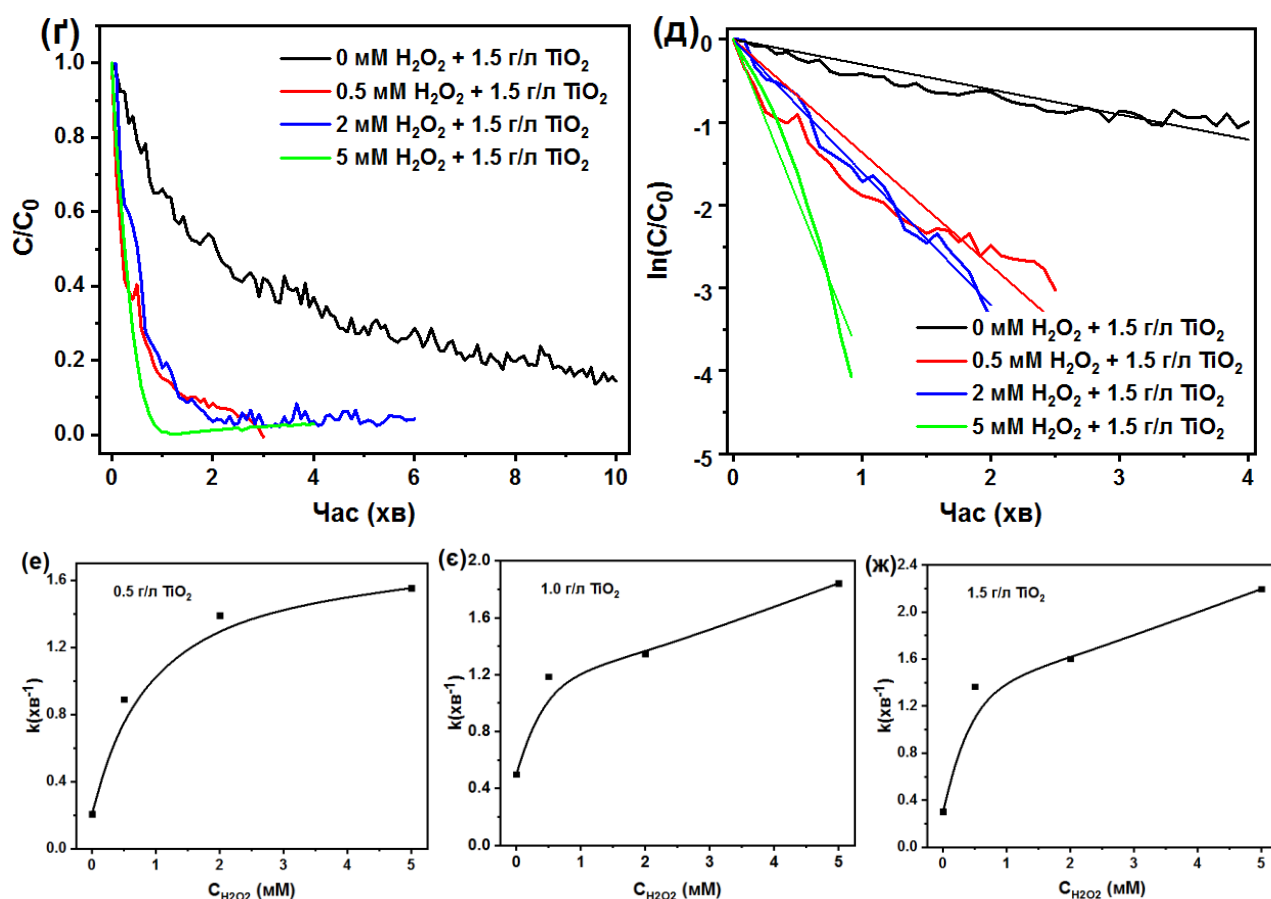 (ґ)
0 мМ H₂O₂ + 1.5 г/л TiO₂
0.5 мМ H₂O₂ + 1.5 г/л TiO₂
2 мМ H₂O₂ + 1.5 г/л TiO₂
5 мМ H₂O₂ + 1.5 г/л TiO₂
C/C₀
1.0
0.8
0.6
0.4
0.2
0.0
0 2 4 6 8 10
Час (хв)
(д)
ln(C/C₀)
0
-1
-2
-3
-4
-5
0 мМ H₂O₂ + 1.5 г/л TiO₂
0.5 мМ H₂O₂ + 1.5 г/л TiO₂
2 мМ H₂O₂ + 1.5 г/л TiO₂
5 мМ H₂O₂ + 1.5 г/л TiO₂
0 1 2 3 4
Час (хв)
(е)
0.5 г/л TiO₂
k(хв⁻¹)
1.6
1.2
0.8
0.4
0.0
0 1 2 3 4 5
C_H2O2 (мМ)
(є)
1.0 г/л TiO₂
k(хв⁻¹)
2.0
1.6
1.2
0.8
0.4
0.0
0 2 4 5
C_H2O2 (мМ)
(ж)
1.5 г/л TiO₂
k(хв⁻¹)
2.4
2.0
1.6
1.2
0.8
0.4
0.0
0 1 2 3 4 5
C_H2O2 (мМ)